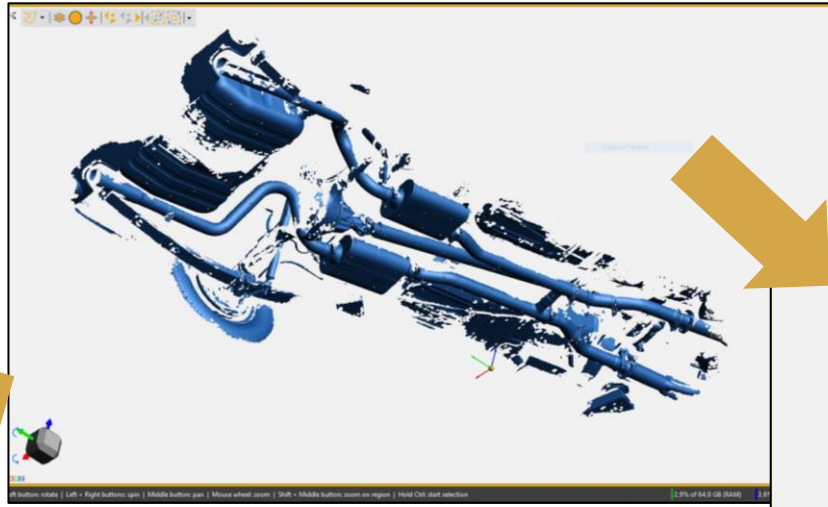 ft button: rotate | Left + Right buttons: spin | Middle button: pan | Mouse wheel: zoom | Shift + Middle button: zoom on region | Hold Ctrl: start selection
2,9% of 64,0 GB (RAM)